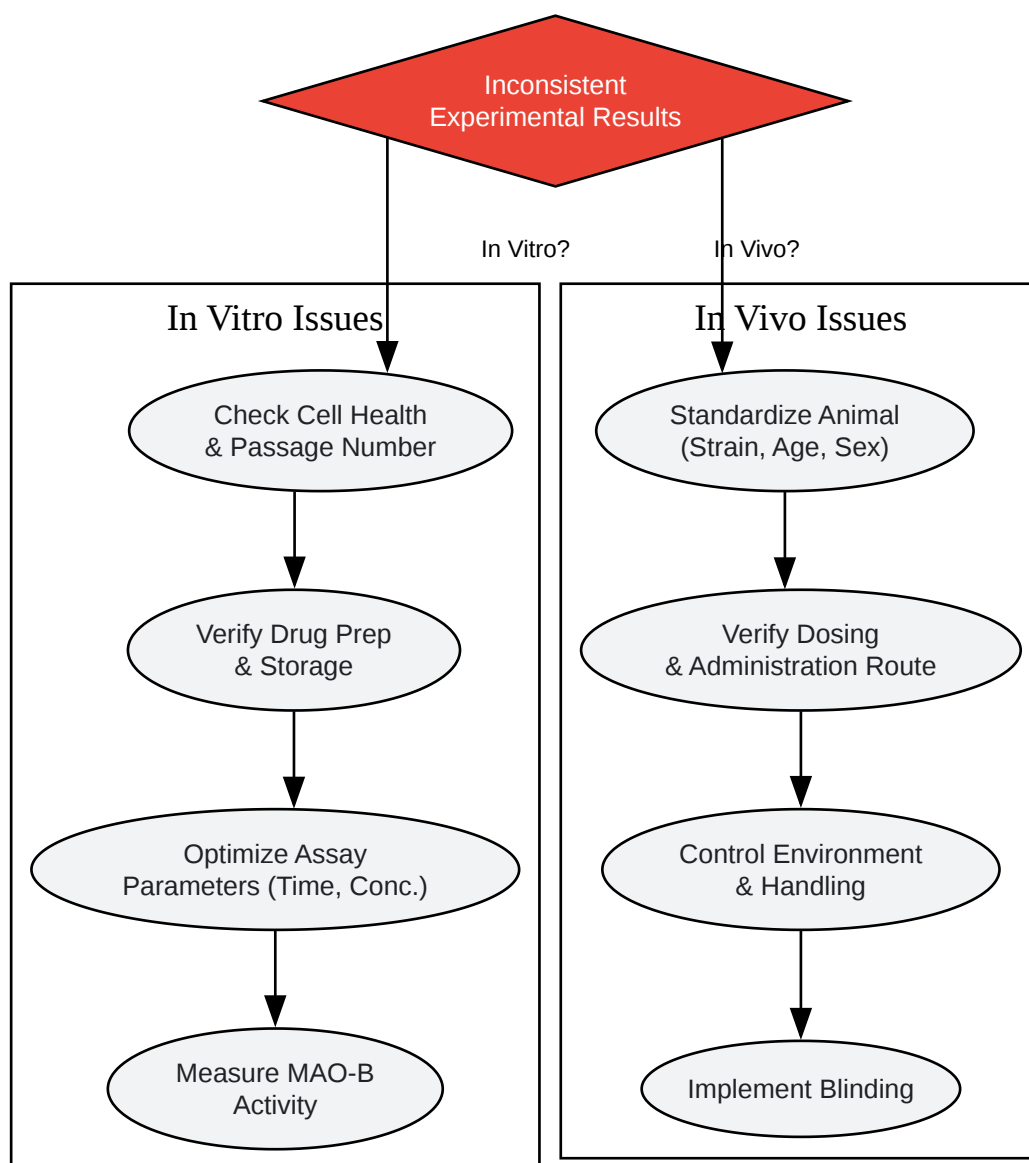 Inconsistent
Experimental Results
In Vitro?
In Vivo?
In Vitro Issues
Check Cell Health
& Passage Number
Verify Drug Prep
& Storage
Optimize Assay
Parameters (Time, Conc.)
Measure MAO-B
Activity
In Vivo Issues
Standardize Animal
(Strain, Age, Sex)
Verify Dosing
& Administration Route
Control Environment
& Handling
Implement Blinding